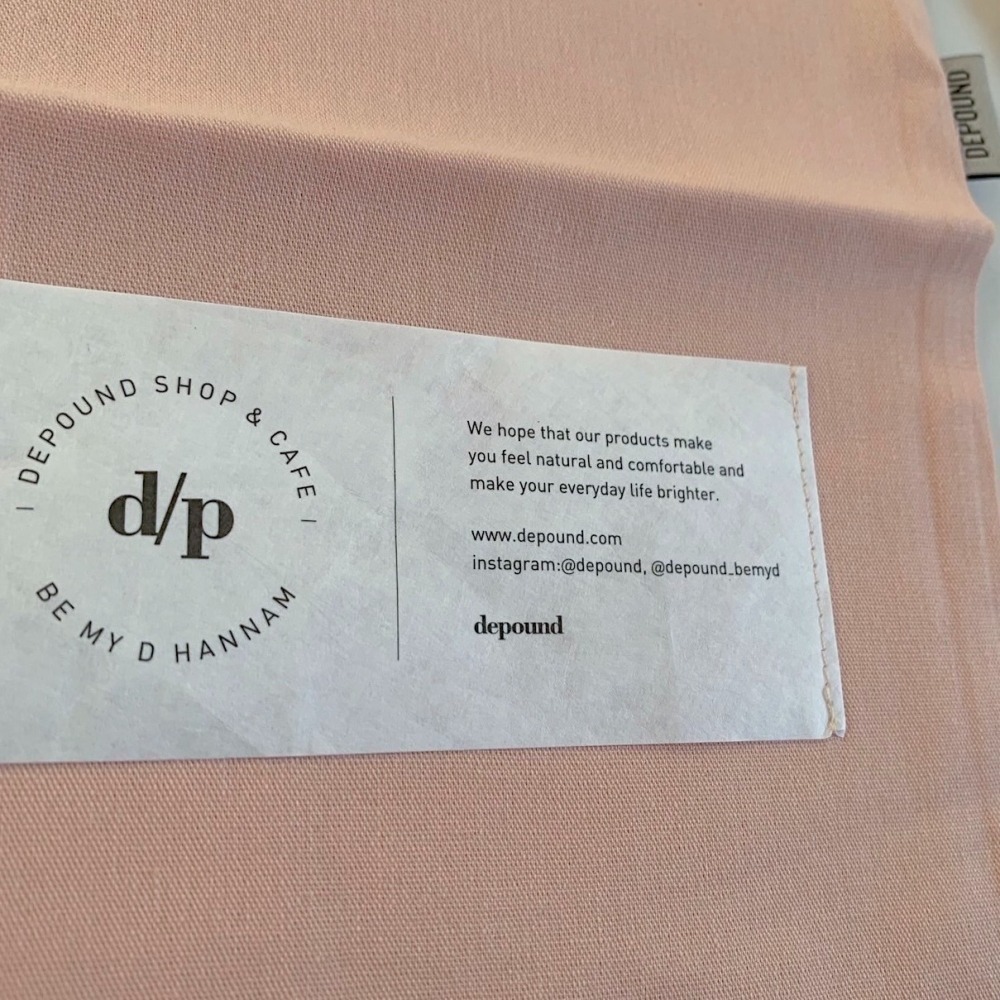 DEPOUND
DEPOUND SHOP & CAFE
d/p
BE MY D HANNAM
We hope that our products make
you feel natural and comfortable and
make your everyday life brighter.
www.depound.com
instagram:@depound, @depound_bemyd
depound